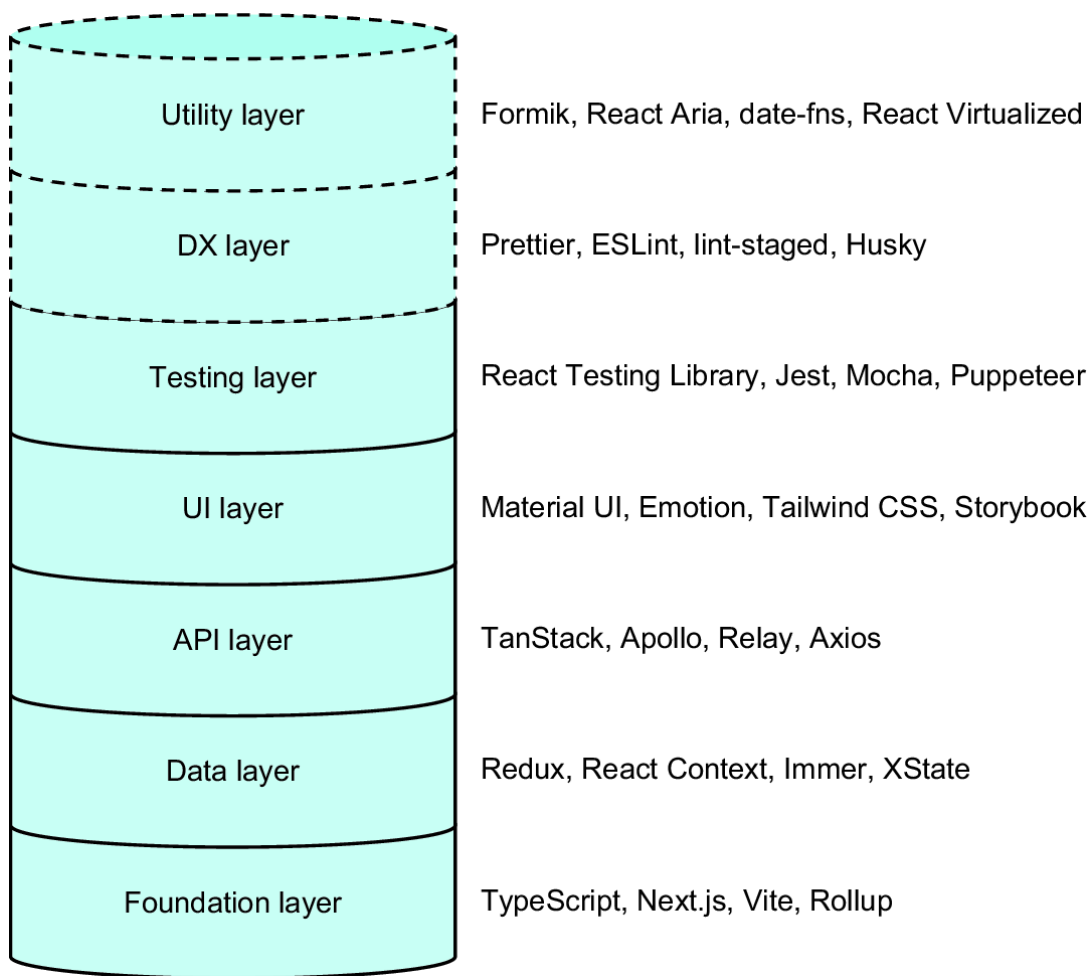 Utility layer
Formik, React Aria, date-fns, React Virtualized
DX layer
Prettier, ESLint, lint-staged, Husky
Testing layer
React Testing Library, Jest, Mocha, Puppeteer
UI layer
Material UI, Emotion, Tailwind CSS, Storybook
API layer
TanStack, Apollo, Relay, Axios
Data layer
Redux, React Context, Immer, XState
Foundation layer
TypeScript, Next.js, Vite, Rollup